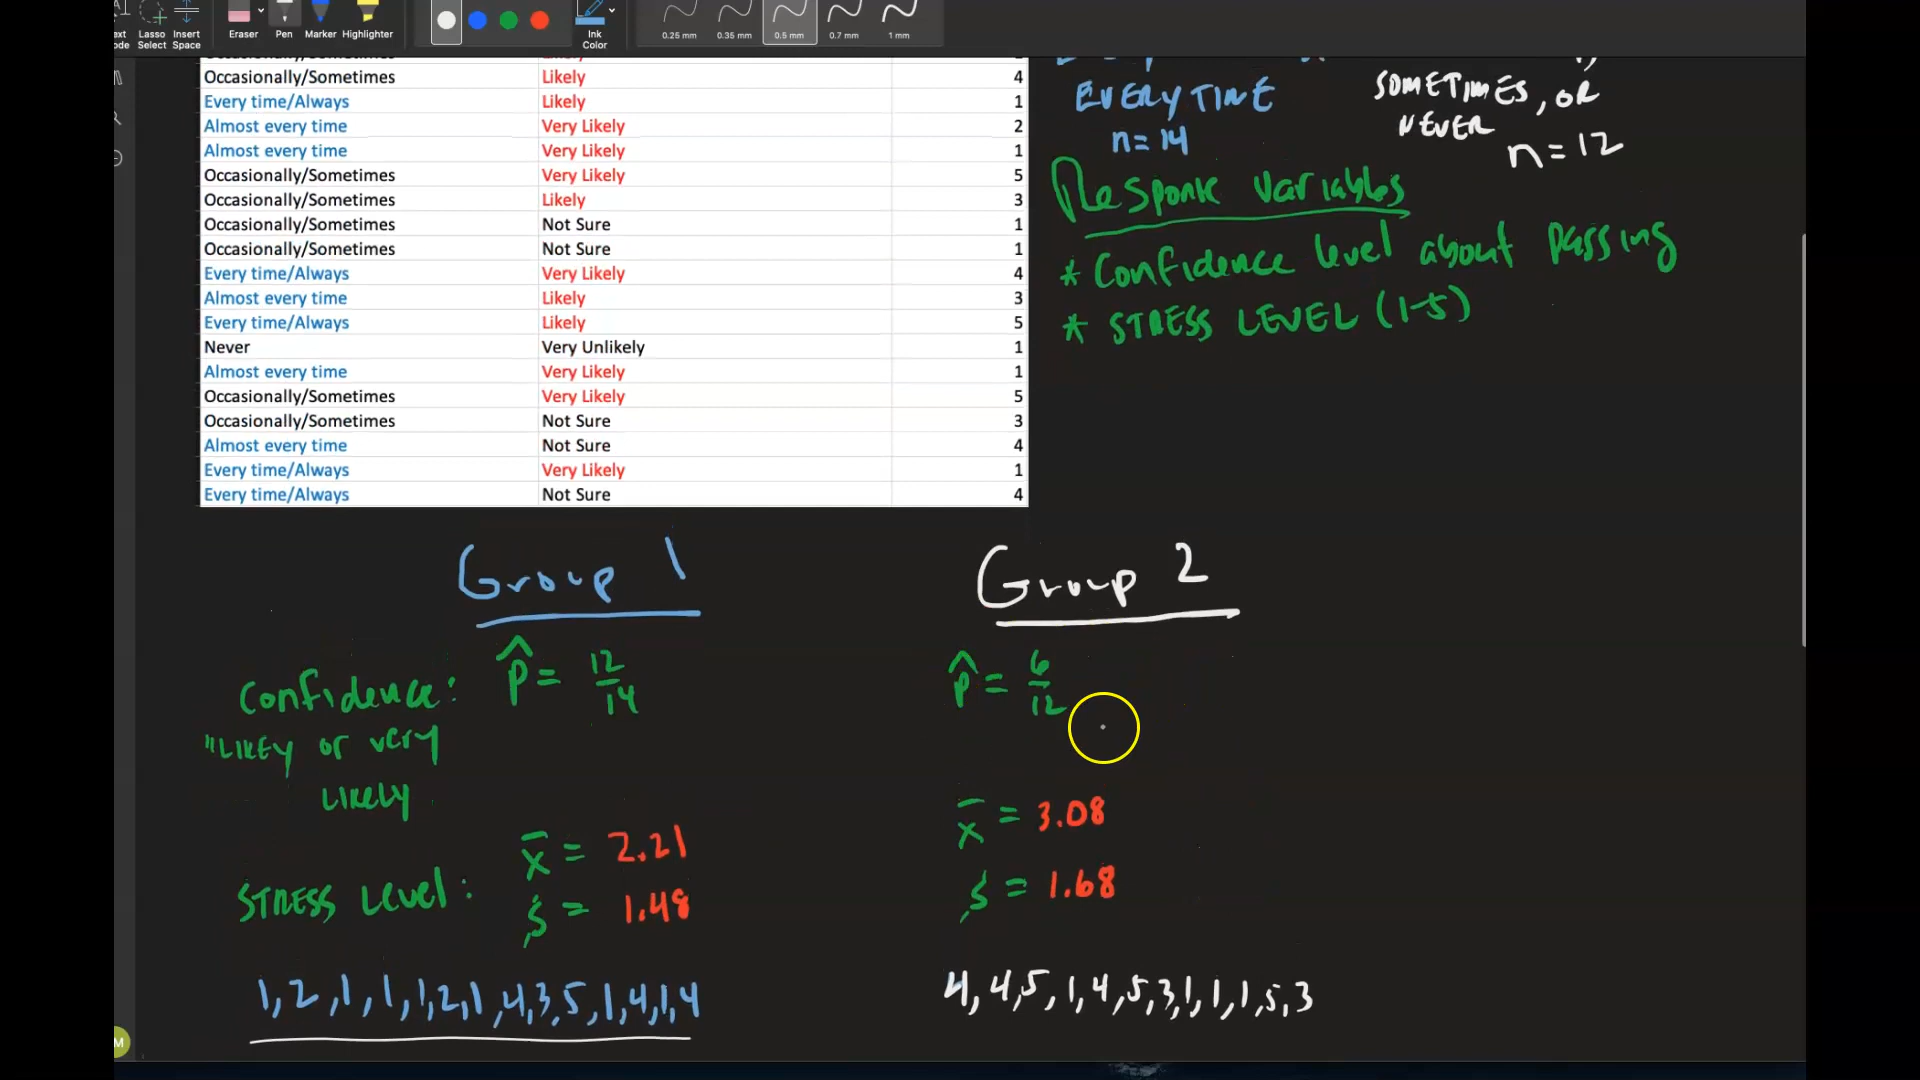 ext Lasso Insert Eraser Pen Marker Highlighter Ink 0.25 mm 0.35 mm 0.5 mm 0.7 mm 1 mm
ode Select Space Color
Occasionally/Sometimes Likely 4
Every time/Always Likely 1
Almost every time Very Likely 2
Almost every time Very Likely 1
Occasionally/Sometimes Very Likely 5
Occasionally/Sometimes Likely 3
Occasionally/Sometimes Not Sure 1
Occasionally/Sometimes Not Sure 1
Every time/Always Very Likely 4
Almost every time Likely 3
Every time/Always Likely 5
Never Very Unlikely 1
Almost every time Very Likely 1
Occasionally/Sometimes Very Likely 5
Occasionally/Sometimes Not Sure 3
Almost every time Not Sure 4
Every time/Always Very Likely 1
Every time/Always Not Sure 4
EVERY TIME
n=14
SOMETIMES, OR
NEVER
n=12
Response Variables
* Confidence level about passing
* STRESS LEVEL (1-5)
Group 1
Group 2
Confidence: p̂ = 12/14
p̂ = 6/12
"LIKEY or very
LIKELY
x̄ = 2.21
x̄ = 3.08
STRESS LEVEL: s = 1.48
s = 1.68
1,2,1,1,1,2,1,4,3,5,1,4,1,4
4,4,5,1,4,5,3,1,1,1,5,3
M